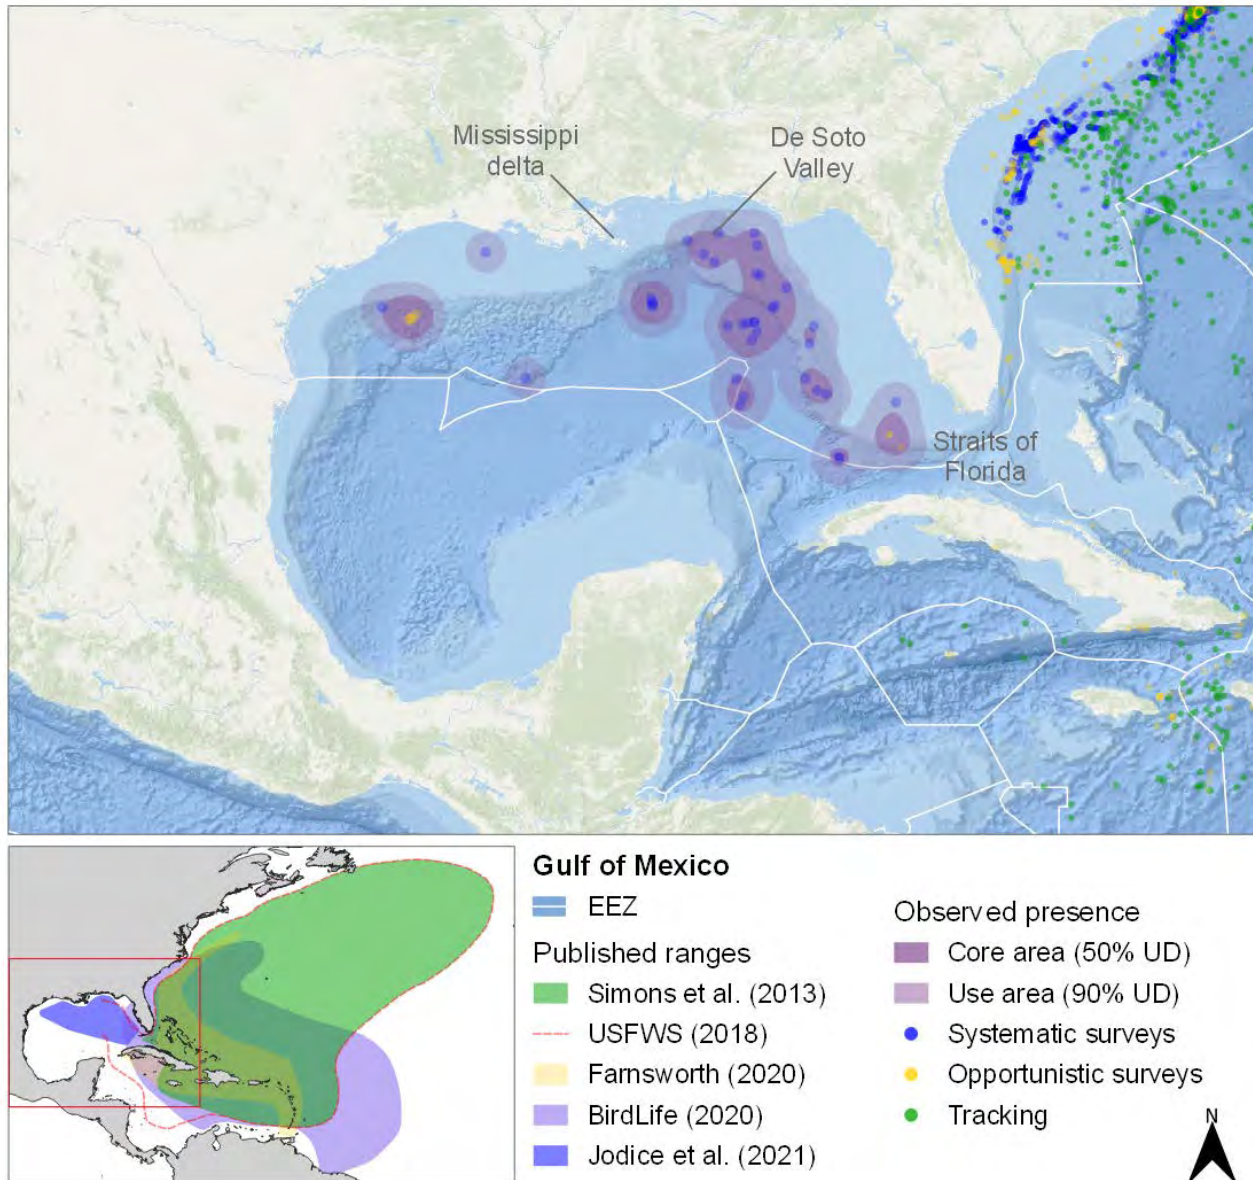 Mississippi
delta
De Soto
Valley
Straits of
Florida
Gulf of Mexico
EEZ
Published ranges
Simons et al. (2013)
USFWS (2018)
Farnsworth (2020)
BirdLife (2020)
Jodice et al. (2021)
Observed presence
Core area (50% UD)
Use area (90% UD)
Systematic surveys
Opportunistic surveys
Tracking
N